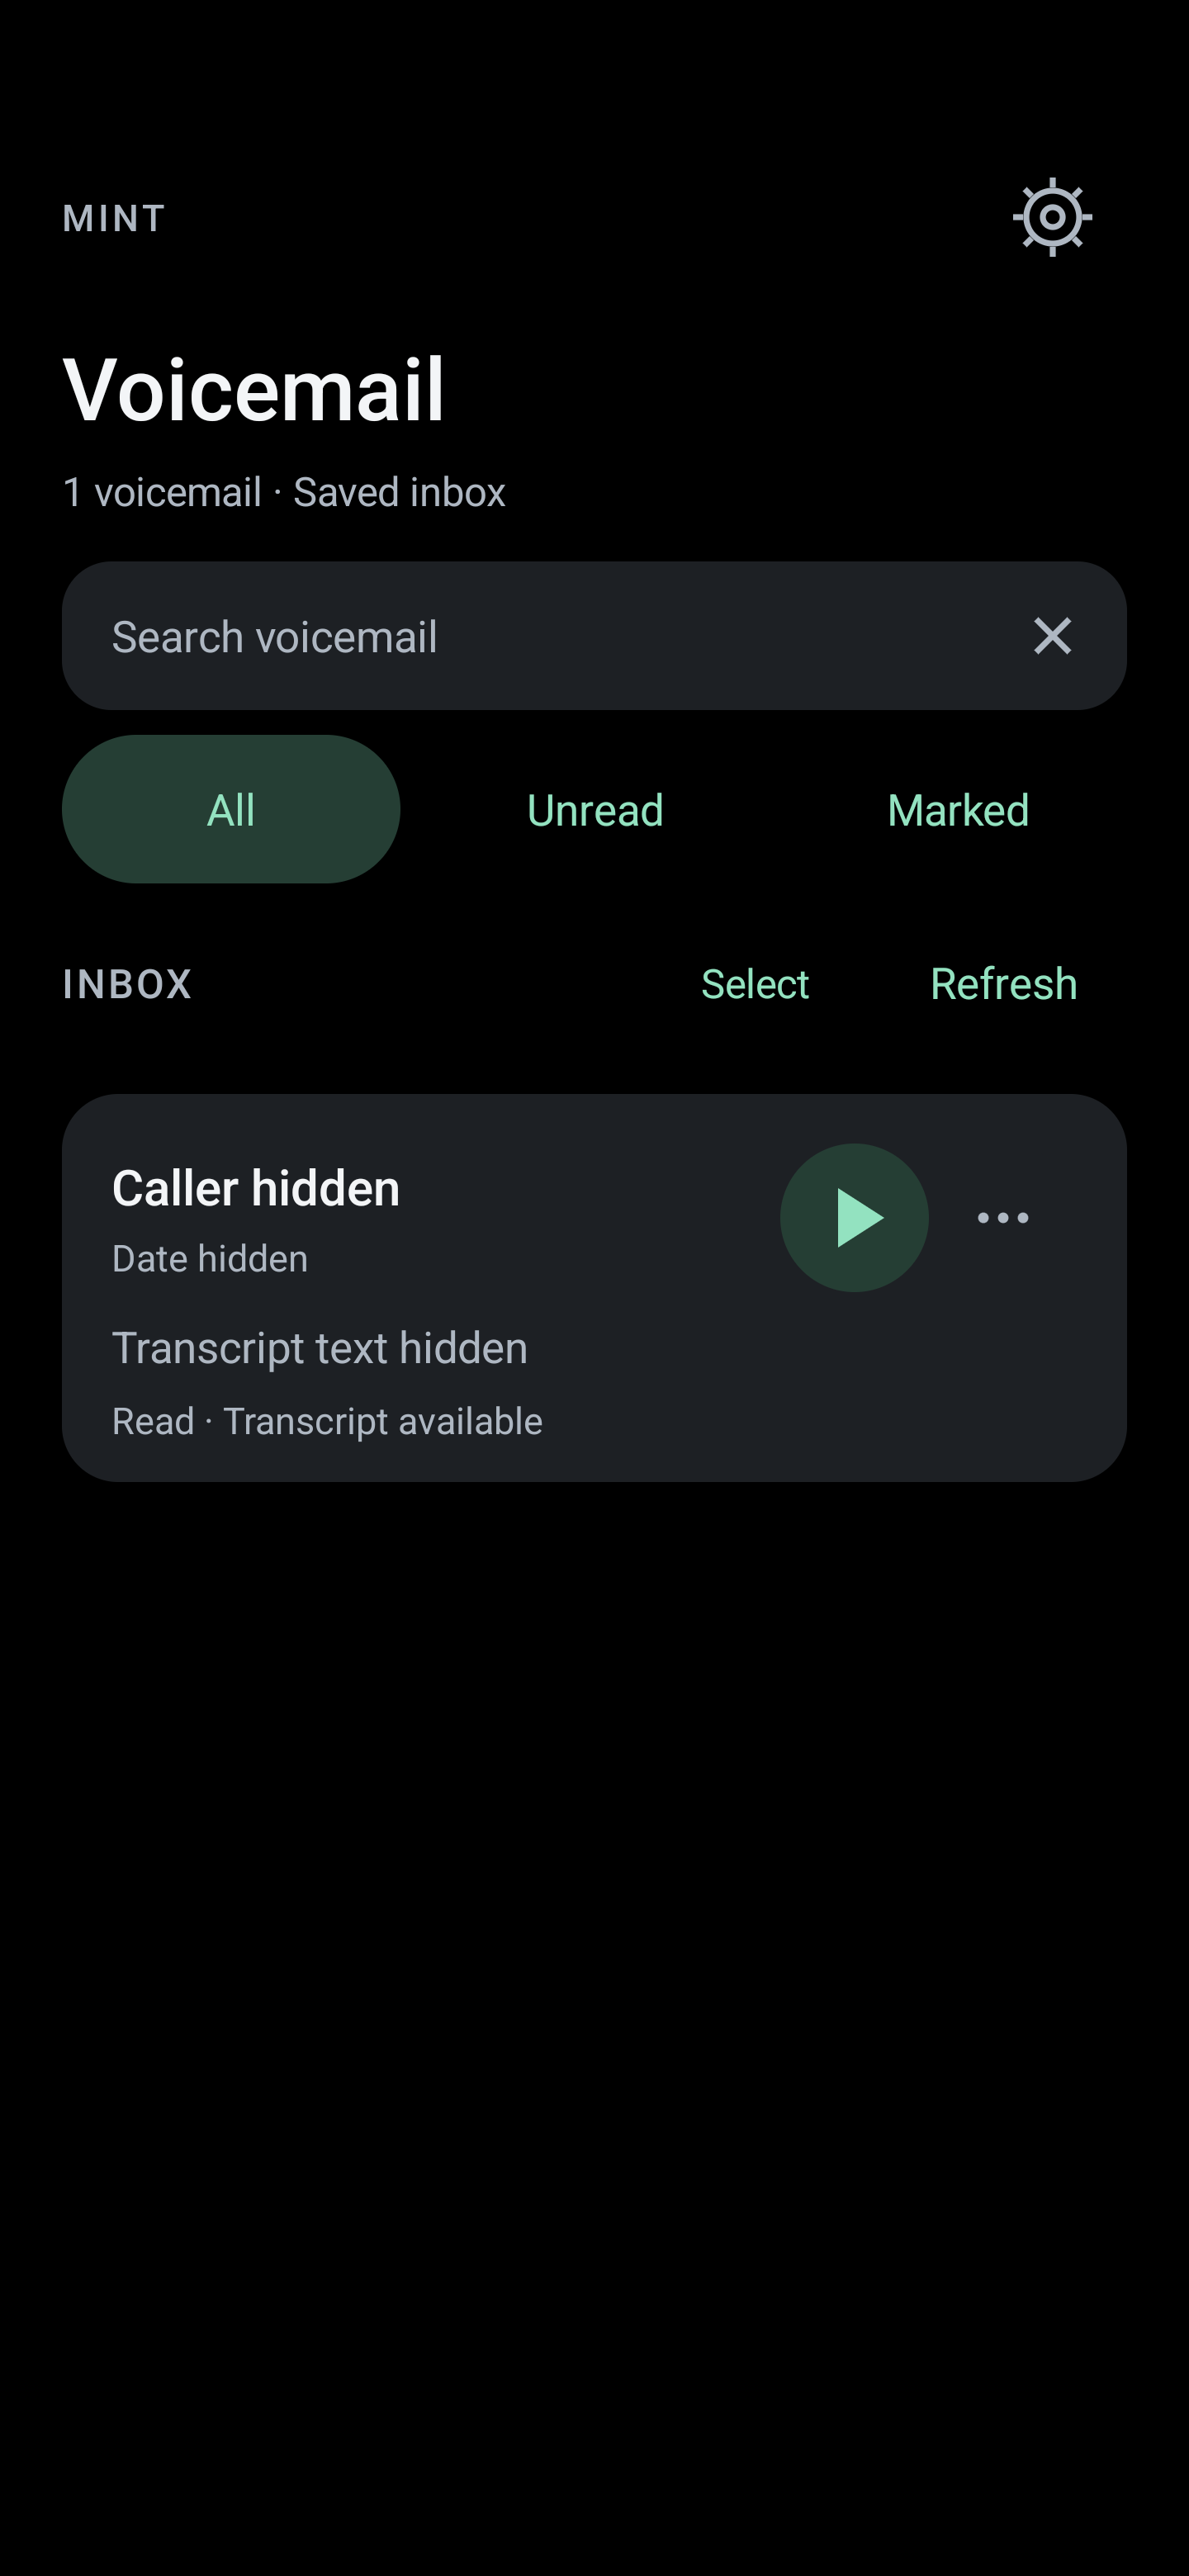 MINT
Voicemail
1 voicemail · Saved inbox
Search voicemail
All Unread Marked
INBOX Select Refresh
Caller hidden
Date hidden
Transcript text hidden
Read · Transcript available